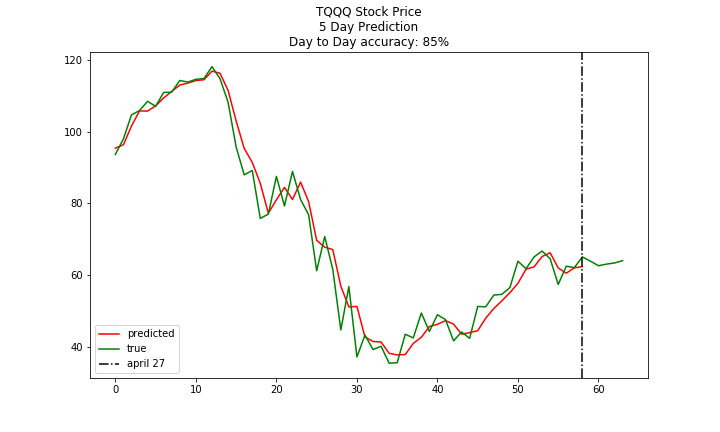 TQQQ Stock Price
5 Day Prediction
Day to Day accuracy: 85%
120
100
80
60
40
predicted
true
april 27
0 10 20 30 40 50 60